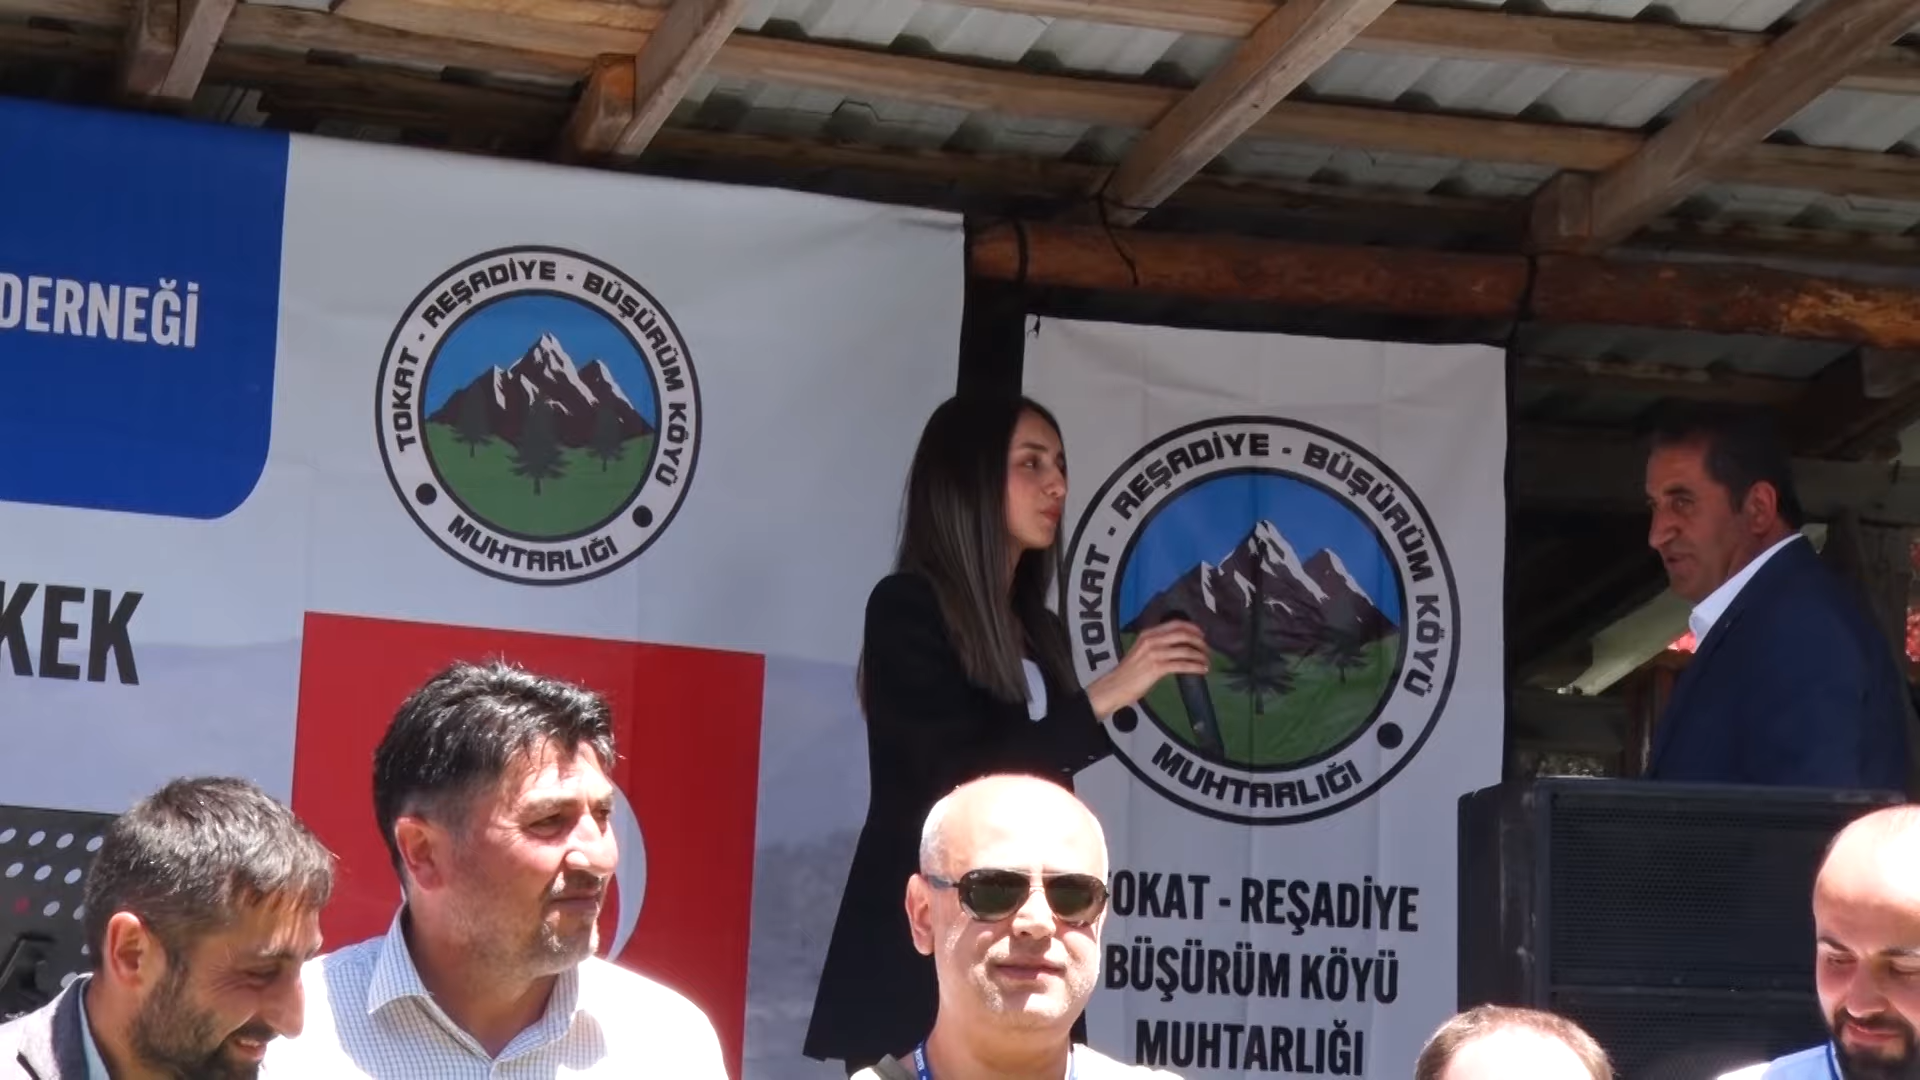 DERNEĞİ
KEK
TOKAT - REŞADİYE - BÜŞÜRÜM KÖYÜ
MUHTARLIĞI
TOKAT - REŞADİYE - BÜŞÜRÜM KÖYÜ
MUHTARLIĞI
TOKAT - REŞADİYE
BÜŞÜRÜM KÖYÜ
MUHTARLIĞI